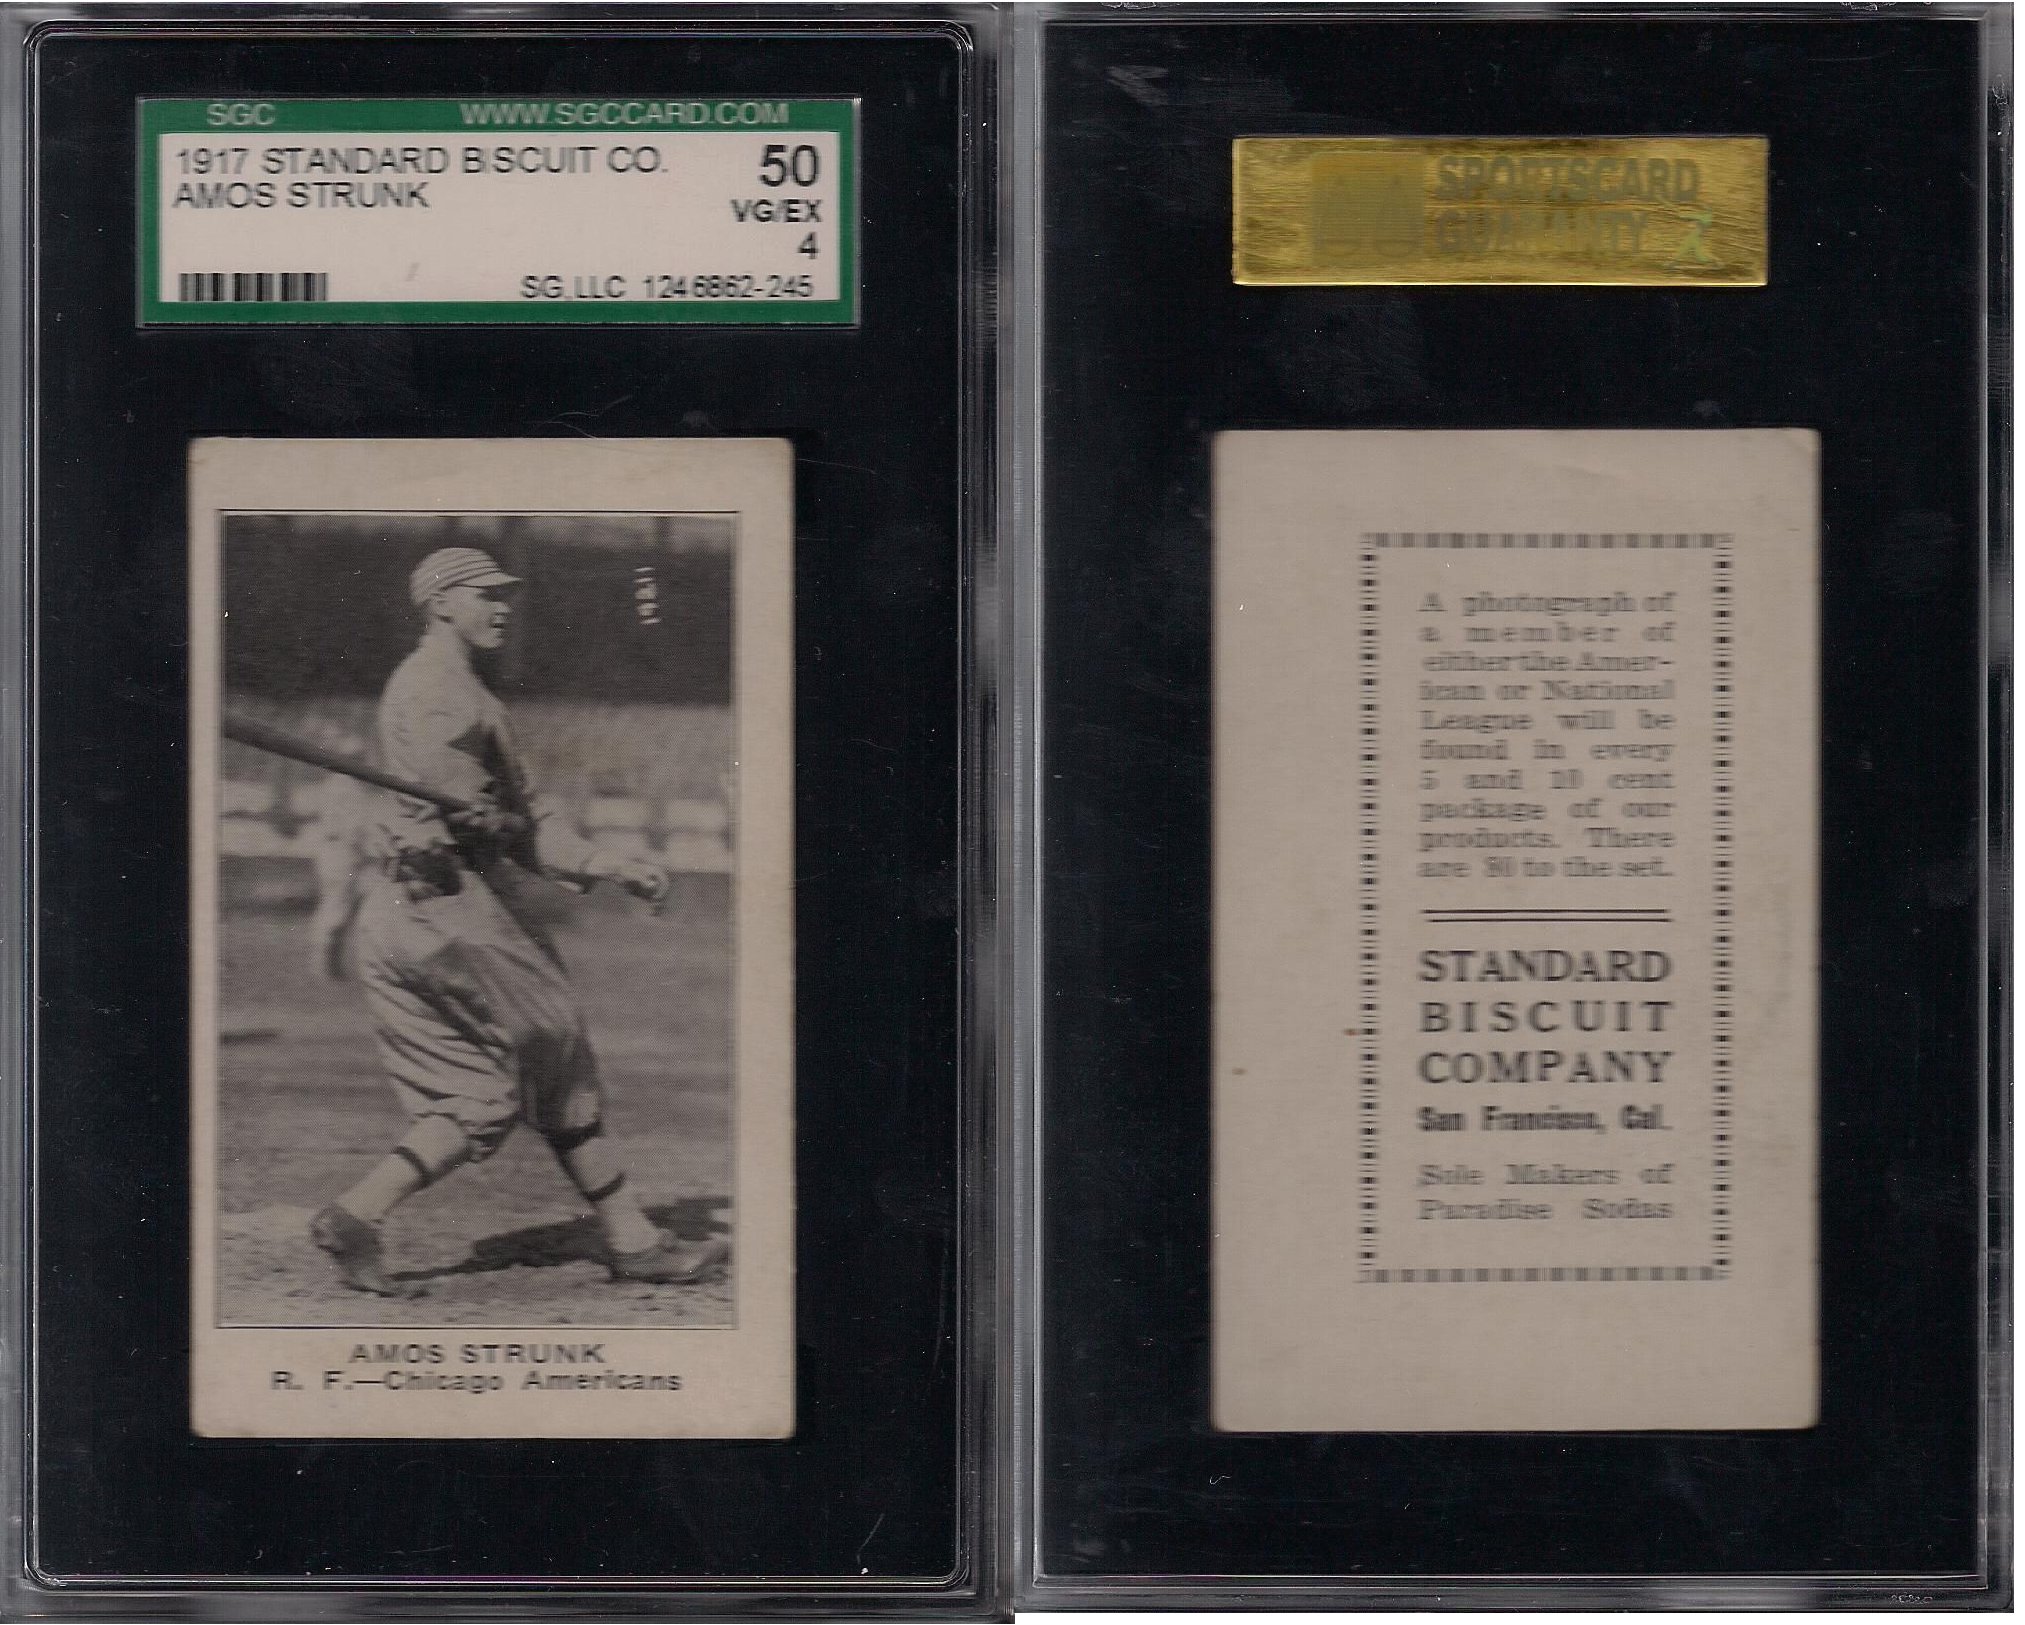 SGC WWW.SGCCARD.COM
1917 STANDARD BISCUIT CO. 50
AMOS STRUNK VG/EX
4
SG, LLC 1246862-245
AMOS STRUNK
R. F.—Chicago Americans
SPORTSCARD
GUARANTY
A photograph of
a member of
either the Amer-
ican or National
League will be
found in every
5 and 10 cent
package of our
products. There
are 80 to the set.
STANDARD
BISCUIT
COMPANY
San Francisco, Cal.
Sole Makers of
Paradise Sodas